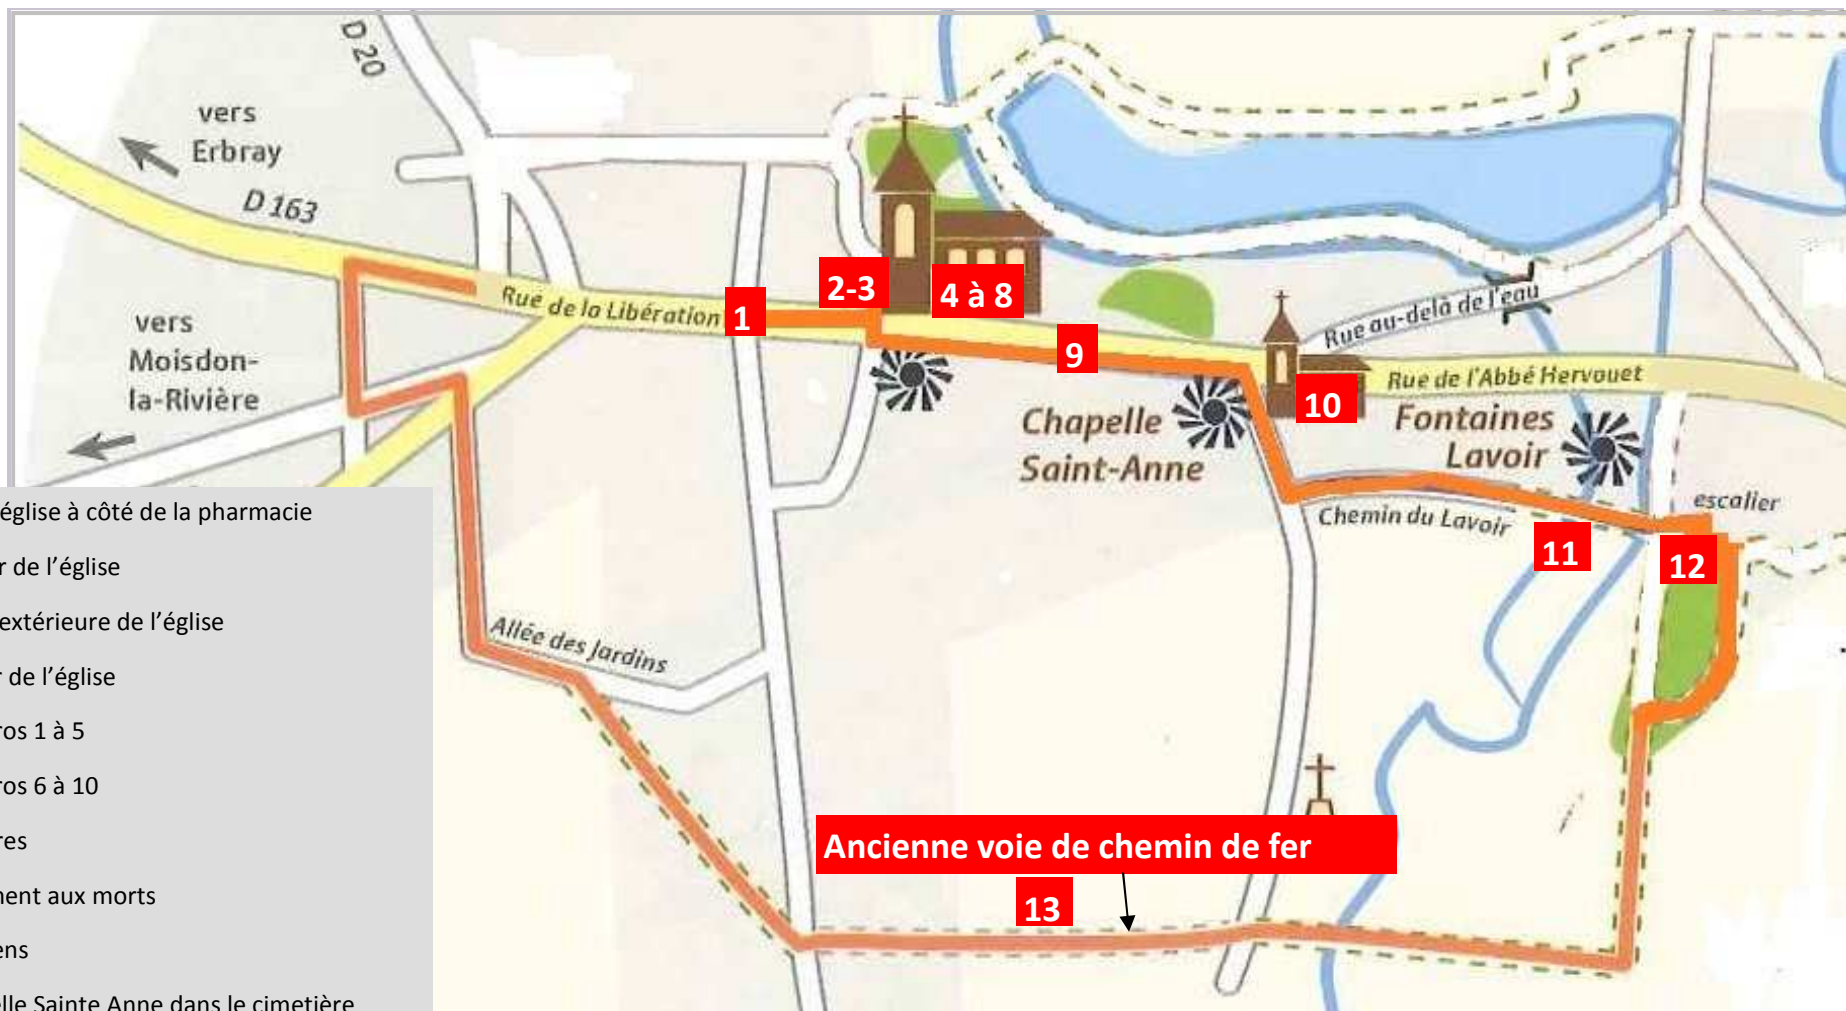 D 20
vers
Erbray
D 163
Rue de la Libération
1
2-3
4 à 8
9
10
Rue au-delà de l'eau
Rue de l'Abbé Hervouet
vers
Moisdon-
la-Rivière
Chapelle
Saint-Anne
Fontaines
Lavoir
escalier
Chemin du Lavoir
11
12
Allée des Jardins
Ancienne voie de chemin de fer
13
église à côté de la pharmacie
r de l’église
extérieure de l’église
r de l’église
ros 1 à 5
ros 6 à 10
res
ment aux morts
ens
elle Sainte Anne dans le cimetière